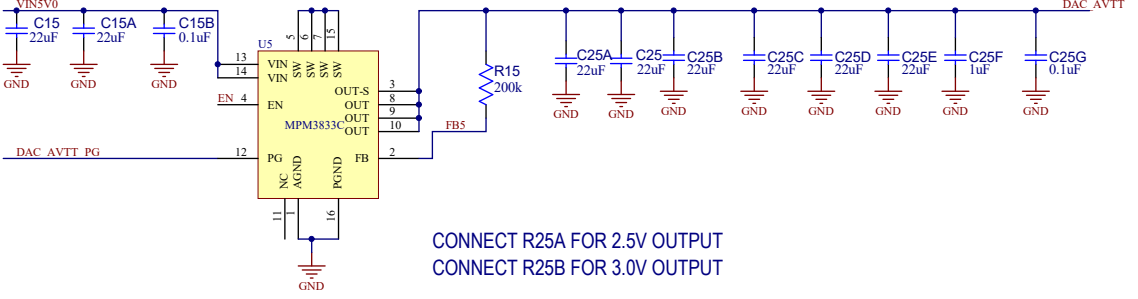 VIN5V0
DAC_AVTT
C15
22uF
C15A
22uF
C15B
0.1uF
GND
GND
GND
U5
5
6
7
15
SW
SW
SW
SW
13
VIN
14
VIN
EN 4
EN
MPM3833C
OUT-S
3
OUT
8
OUT
9
OUT
10
DAC_AVTT_PG
12
PG
FB
2
FB5
NC
AGND
PGND
11
1
16
GND
R15
200k
C25A
22uF
C25
22uF
C25B
22uF
C25C
22uF
C25D
22uF
C25E
22uF
C25F
1uF
C25G
0.1uF
GND
GND
GND
GND
GND
GND
GND
GND
CONNECT R25A FOR 2.5V OUTPUT
CONNECT R25B FOR 3.0V OUTPUT